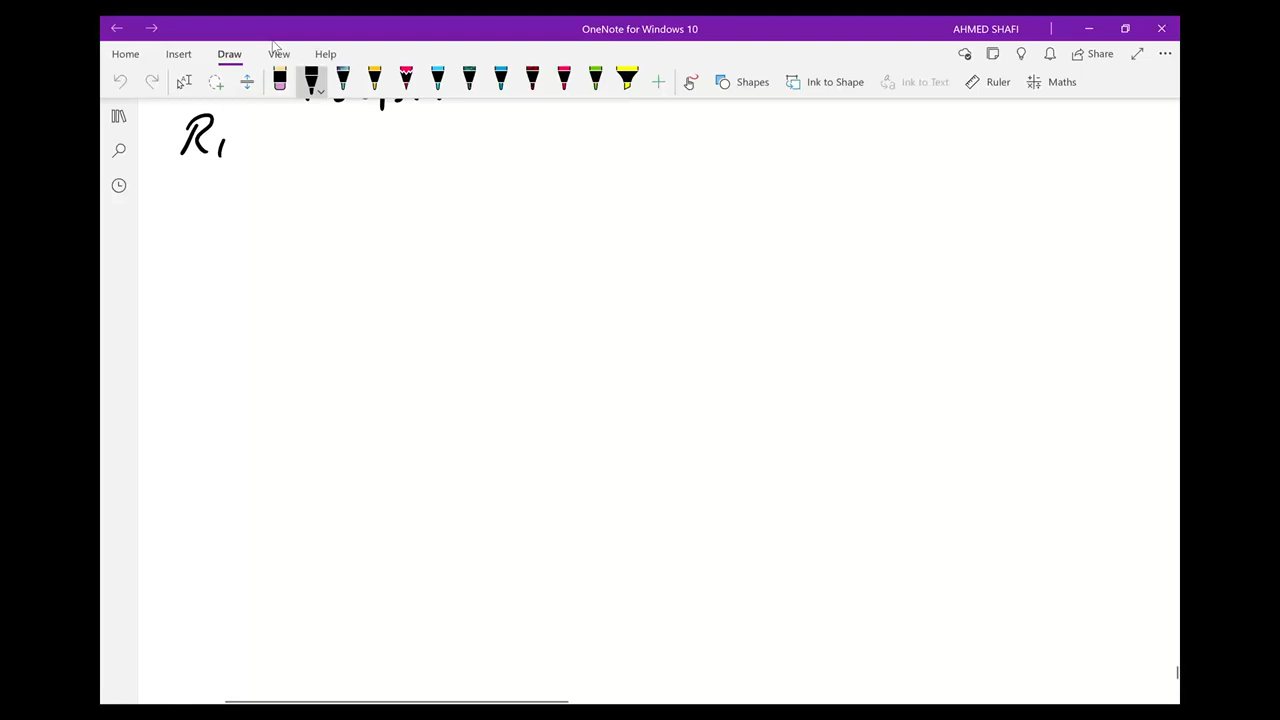 OneNote for Windows 10
AHMED SHAFI
Home Insert Draw View Help
Share
Shapes Ink to Shape Ink to Text Ruler Maths
R₁